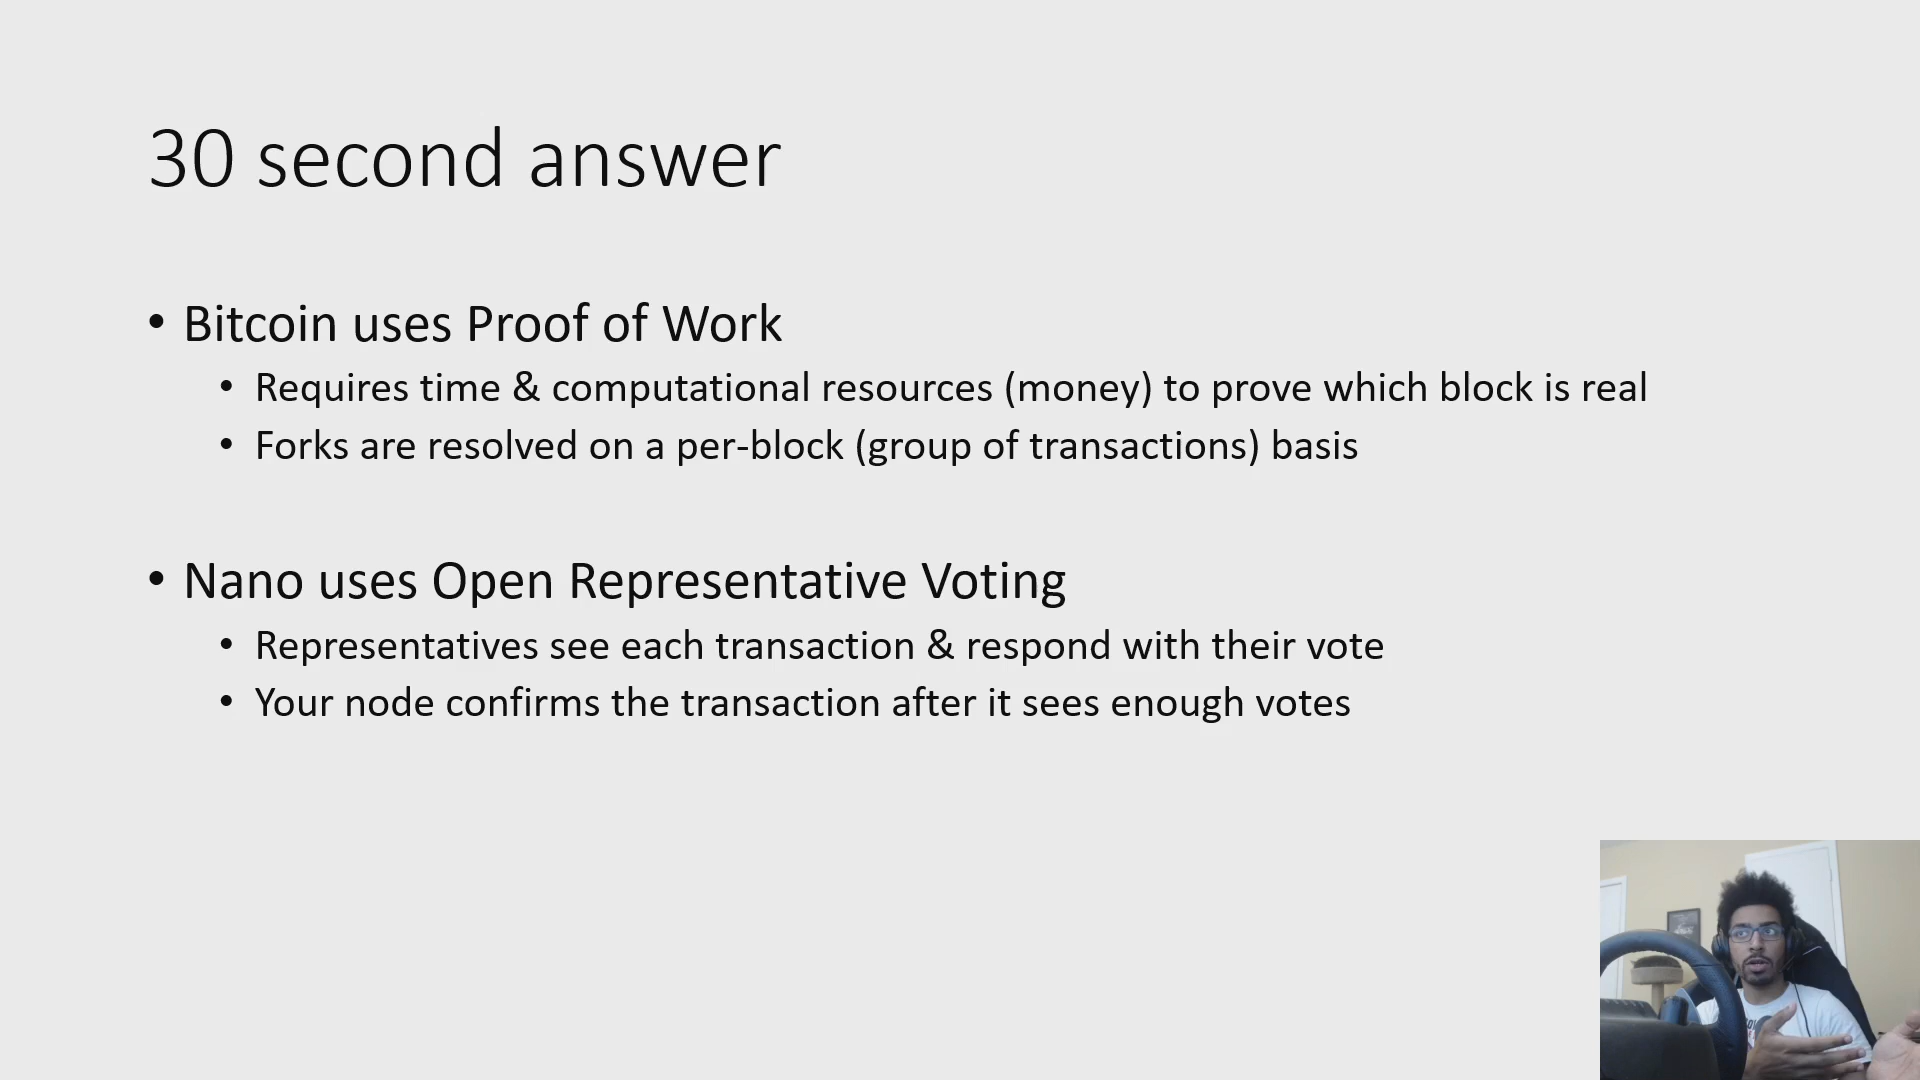 30 second answer
• Bitcoin uses Proof of Work
• Requires time & computational resources (money) to prove which block is real
• Forks are resolved on a per-block (group of transactions) basis
• Nano uses Open Representative Voting
• Representatives see each transaction & respond with their vote
• Your node confirms the transaction after it sees enough votes